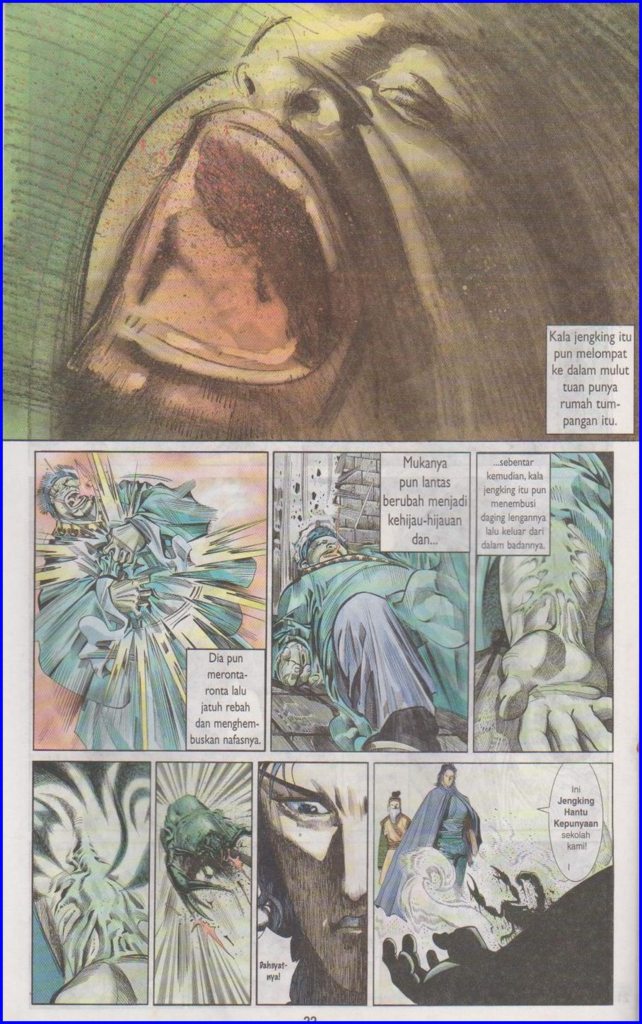 Kala jengking itu
pun melompat
ke dalam mulut
tuan punya
rumah tum-
pangan itu.
Dia pun
meronta-
ronta lalu
jatuh rebah
dan menghem-
buskan nafasnya.
Mukanya
pun lantas
berubah menjadi
kehijau-hijauan
dan...
...sebentar
kemudian, kala
jengking itu pun
menembusi
daging lengannya
lalu keluar dari
dalam badannya.
Dahsyat-
nya!
Ini
Jengking
Hantu
Kepunyaan
sekolah
kami!